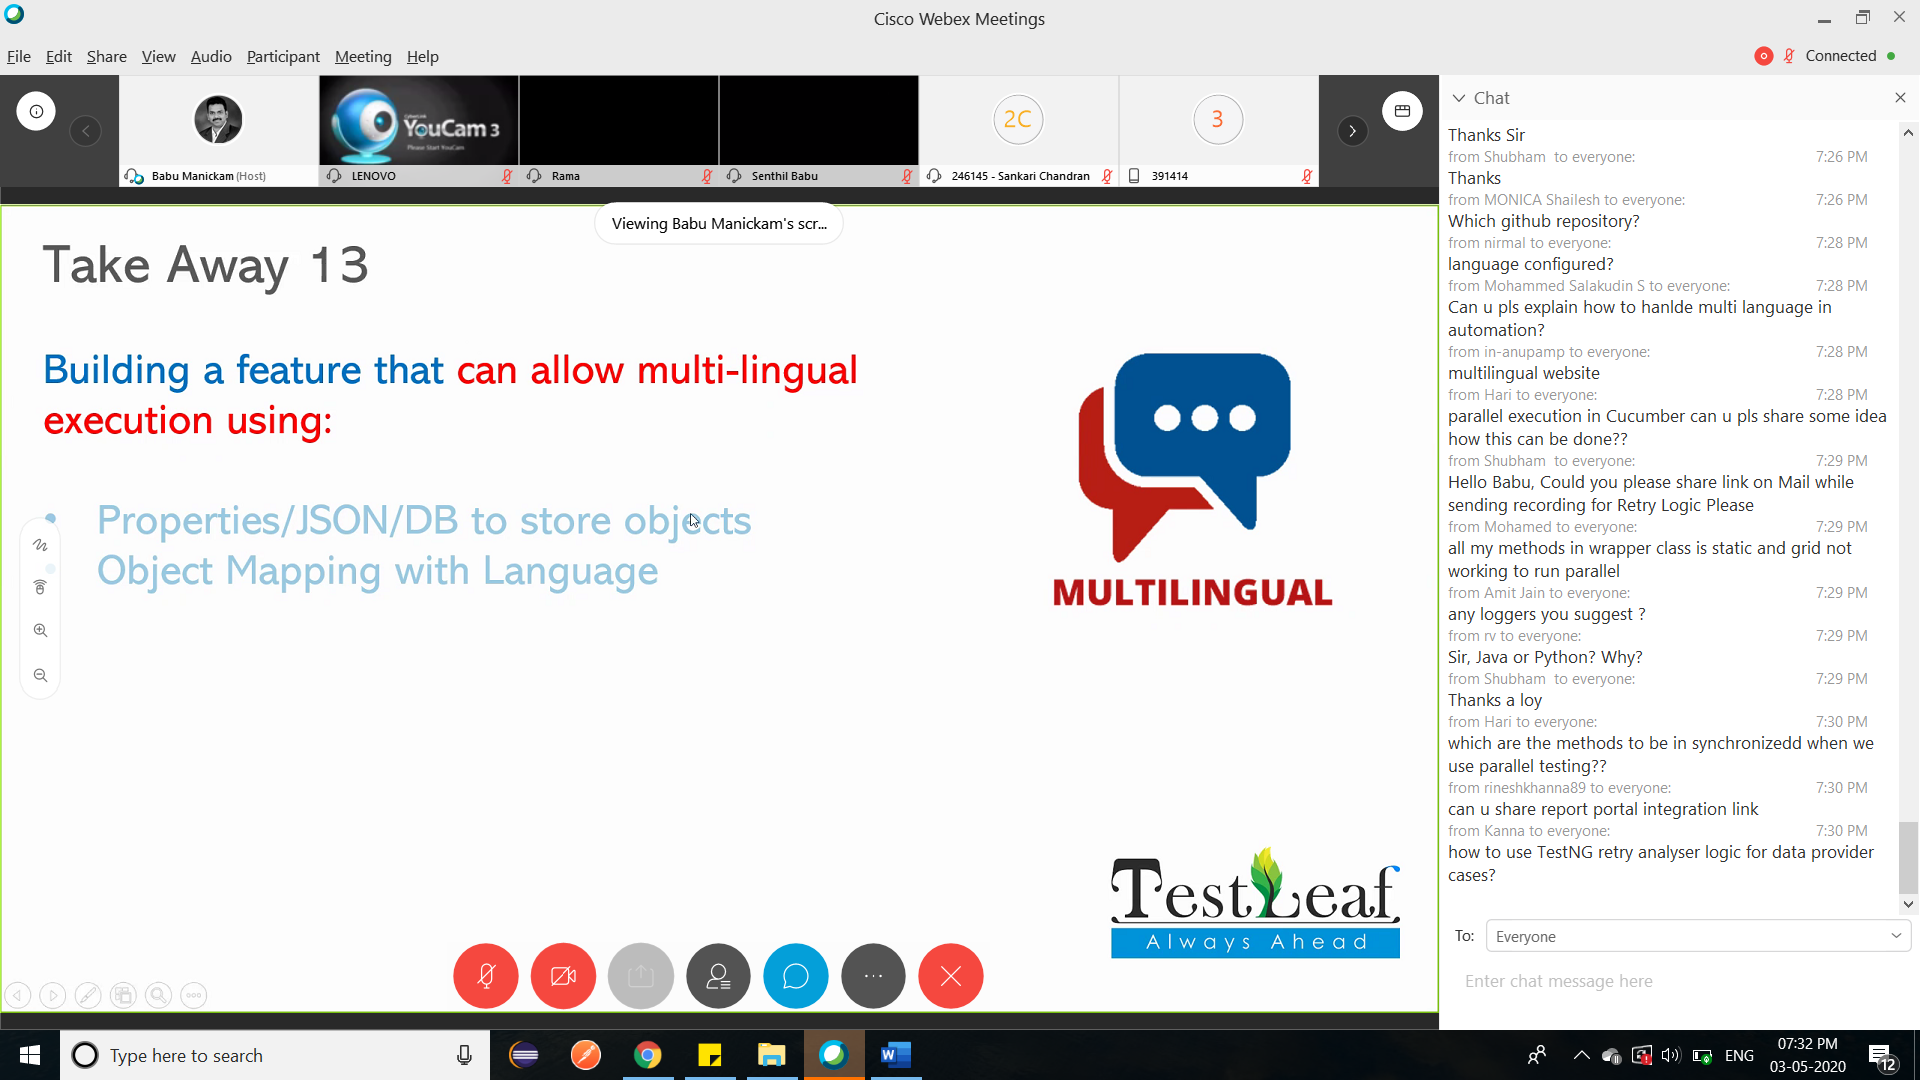 Cisco Webex Meetings
File Edit Share View Audio Participant Meeting Help
Connected
YouCam 3
2C
3
Babu Manickam (Host)
LENOVO
Rama
Senthil Babu
246145 - Sankari Chandran
391414
Viewing Babu Manickam's scr...
Take Away 13
Building a feature that can allow multi-lingual
execution using:
Properties/JSON/DB to store objects
Object Mapping with Language
MULTILINGUAL
TestLeaf
Always Ahead
Chat
Thanks Sir
from Shubham to everyone: 7:26 PM
Thanks
from MONICA Shailesh to everyone: 7:26 PM
Which github repository?
from nirmal to everyone: 7:28 PM
language configured?
from Mohammed Salakudin S to everyone: 7:28 PM
Can u pls explain how to hanlde multi language in
automation?
from in-anupamp to everyone: 7:28 PM
multilingual website
from Hari to everyone: 7:28 PM
parallel execution in Cucumber can u pls share some idea
how this can be done??
from Shubham to everyone: 7:29 PM
Hello Babu, Could you please share link on Mail while
sending recording for Retry Logic Please
from Mohamed to everyone: 7:29 PM
all my methods in wrapper class is static and grid not
working to run parallel
from Amit Jain to everyone: 7:29 PM
any loggers you suggest ?
from rv to everyone: 7:29 PM
Sir, Java or Python? Why?
from Shubham to everyone: 7:29 PM
Thanks a loy
from Hari to everyone: 7:30 PM
which are the methods to be in synchronizedd when we
use parallel testing??
from rineshkhanna89 to everyone: 7:30 PM
can u share report portal integration link
from Kanna to everyone: 7:30 PM
how to use TestNG retry analyser logic for data provider
cases?
To: Everyone
Enter chat message here
Type here to search
ENG
07:32 PM
03-05-2020
12